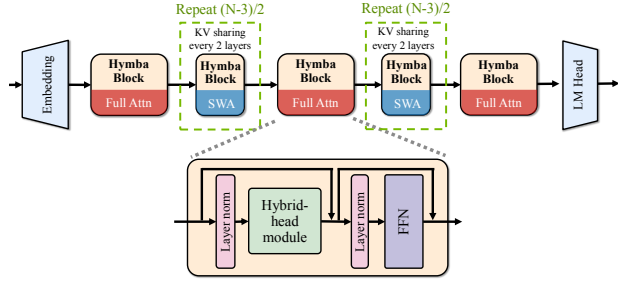 Repeat (N-3)/2
Repeat (N-3)/2
KV sharing
every 2 layers
KV sharing
every 2 layers
Embedding
Hymba
Block
Full Attn
Hymba
Block
SWA
Hymba
Block
Full Attn
Hymba
Block
SWA
Hymba
Block
Full Attn
LM Head
Layer norm
Hybrid-
head
module
Layer norm
FFN